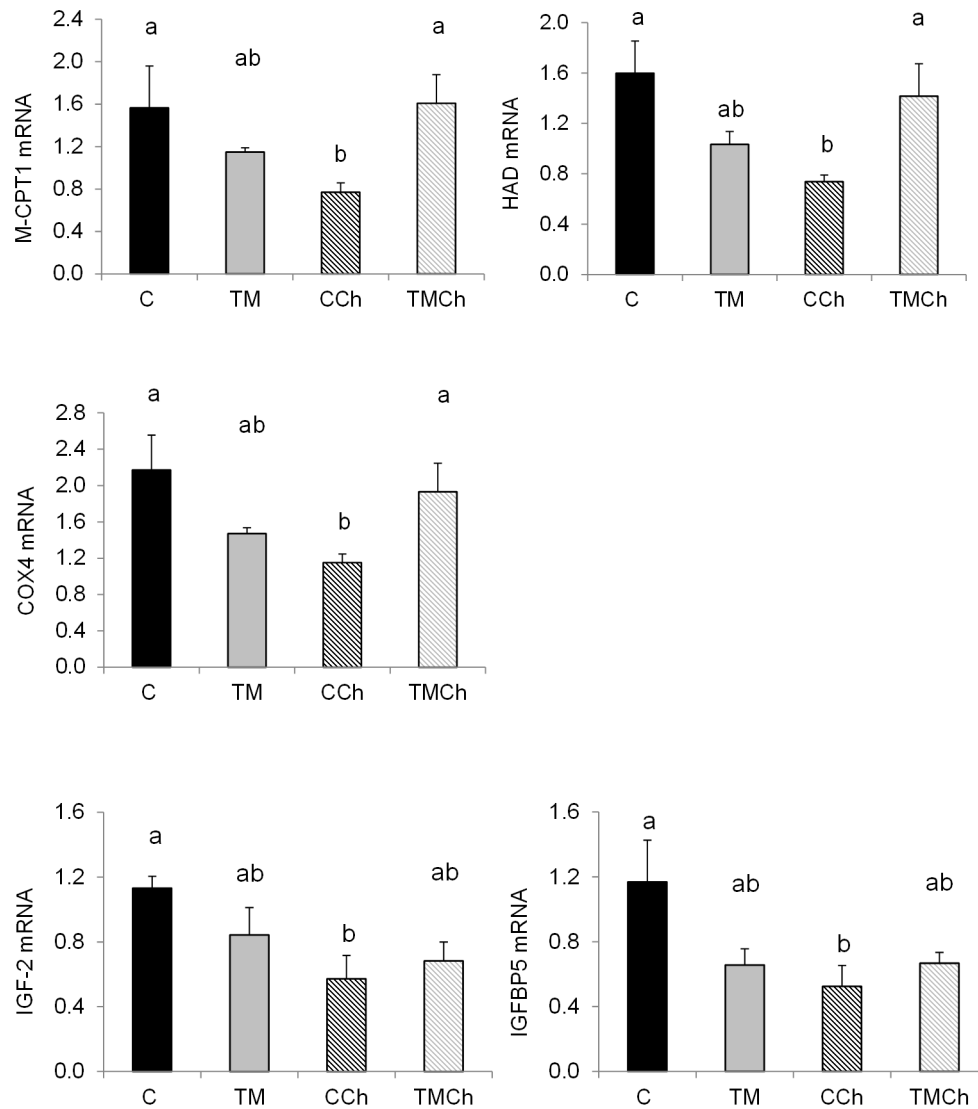 M-CPT1 mRNA
2.4
2.0
1.6
1.2
0.8
0.4
0.0
a
ab
b
a
C TM CCh TMCh
HAD mRNA
2.0
1.6
1.2
0.8
0.4
0.0
a
ab
b
a
C TM CCh TMCh
COX4 mRNA
2.8
2.4
2.0
1.6
1.2
0.8
0.4
0.0
a
ab
b
a
C TM CCh TMCh
IGF-2 mRNA
1.6
1.2
0.8
0.4
0.0
a
ab
b
ab
C TM CCh TMCh
IGFBP5 mRNA
1.6
1.2
0.8
0.4
0.0
a
ab
b
ab
C TM CCh TMCh